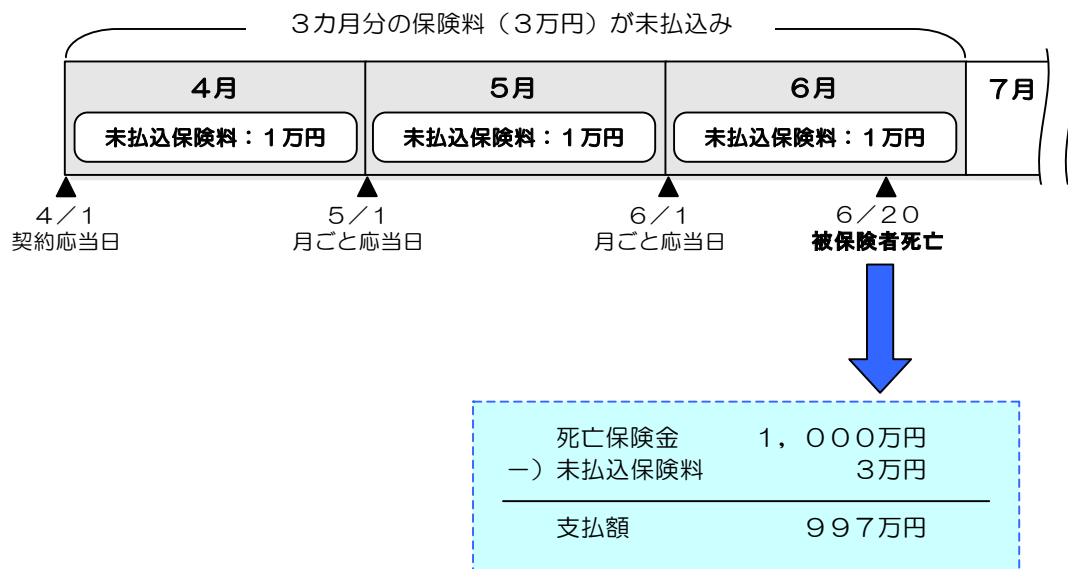 ３カ月分の保険料（３万円）が未払込み
４月 ５月 ６月 ７月
未払込保険料：１万円 未払込保険料：１万円 未払込保険料：１万円
４／１ ５／１ ６／１ ６／２０
契約応当日 月ごと応当日 月ごと応当日 被保険者死亡
死亡保険金 １，０００万円
－）未払込保険料 ３万円
支払額 ９９７万円